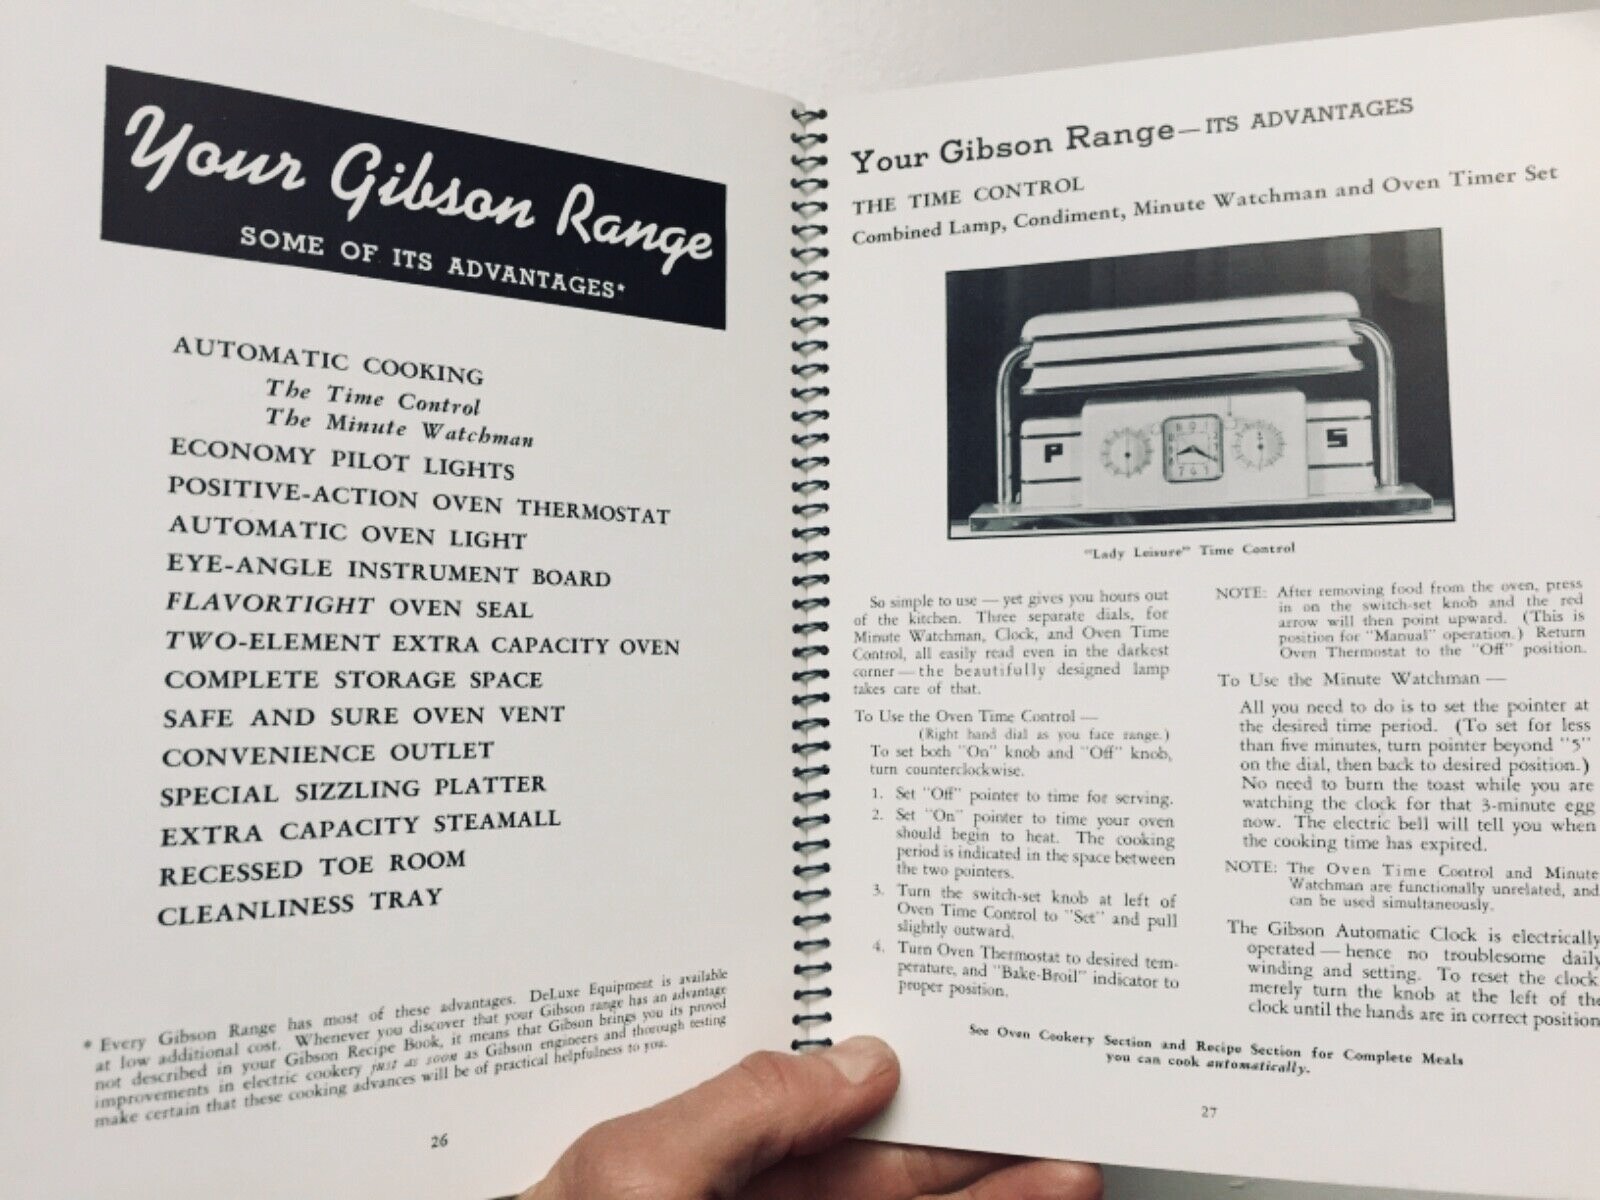 Your Gibson Range
SOME OF ITS ADVANTAGES*
AUTOMATIC COOKING
The Time Control
The Minute Watchman
ECONOMY PILOT LIGHTS
POSITIVE-ACTION OVEN THERMOSTAT
AUTOMATIC OVEN LIGHT
EYE-ANGLE INSTRUMENT BOARD
FLAVORTIGHT OVEN SEAL
TWO-ELEMENT EXTRA CAPACITY OVEN
COMPLETE STORAGE SPACE
SAFE AND SURE OVEN VENT
CONVENIENCE OUTLET
SPECIAL SIZZLING PLATTER
EXTRA CAPACITY STEAMALL
RECESSED TOE ROOM
CLEANLINESS TRAY
* Every Gibson Range has most of these advantages. DeLuxe Equipment is available
at low additional cost. Whenever you discover that your Gibson range has an advantage
not described in your Gibson Recipe Book, it means that Gibson brings you its proved
improvements in electric cookery just as soon as Gibson engineers and thorough testing
make certain that these cooking advances will be of practical helpfulness to you.
26
Your Gibson Range—ITS ADVANTAGES
THE TIME CONTROL
Combined Lamp, Condiment, Minute Watchman and Oven Timer Set
P
S
"Lady Leisure" Time Control
So simple to use — yet gives you hours out
of the kitchen. Three separate dials, for
Minute Watchman, Clock, and Oven Time
Control, all easily read even in the darkest
corner — the beautifully designed lamp
takes care of that.
To Use the Oven Time Control —
(Right hand dial as you face range.)
To set both "On" knob and "Off" knob,
turn counterclockwise.
1. Set "Off" pointer to time for serving.
2. Set "On" pointer to time your oven
should begin to heat. The cooking
period is indicated in the space between
the two pointers.
3. Turn the switch-set knob at left of
Oven Time Control to "Set" and pull
slightly outward.
4. Turn Oven Thermostat to desired tem-
perature, and "Bake-Broil" indicator to
proper position.
NOTE: After removing food from the oven, press
in on the switch-set knob and the red
arrow will then point upward. (This is
position for "Manual" operation.) Return
Oven Thermostat to the "Off" position.
To Use the Minute Watchman —
All you need to do is to set the pointer at
the desired time period. (To set for less
than five minutes, turn pointer beyond "5"
on the dial, then back to desired position.)
No need to burn the toast while you are
watching the clock for that 3-minute egg
now. The electric bell will tell you when
the cooking time has expired.
NOTE: The Oven Time Control and Minute
Watchman are functionally unrelated, and
can be used simultaneously.
The Gibson Automatic Clock is electrically
operated — hence no troublesome daily
winding and setting. To reset the clock
merely turn the knob at the left of the
clock until the hands are in correct position
See Oven Cookery Section and Recipe Section for Complete Meals
you can cook automatically.
27